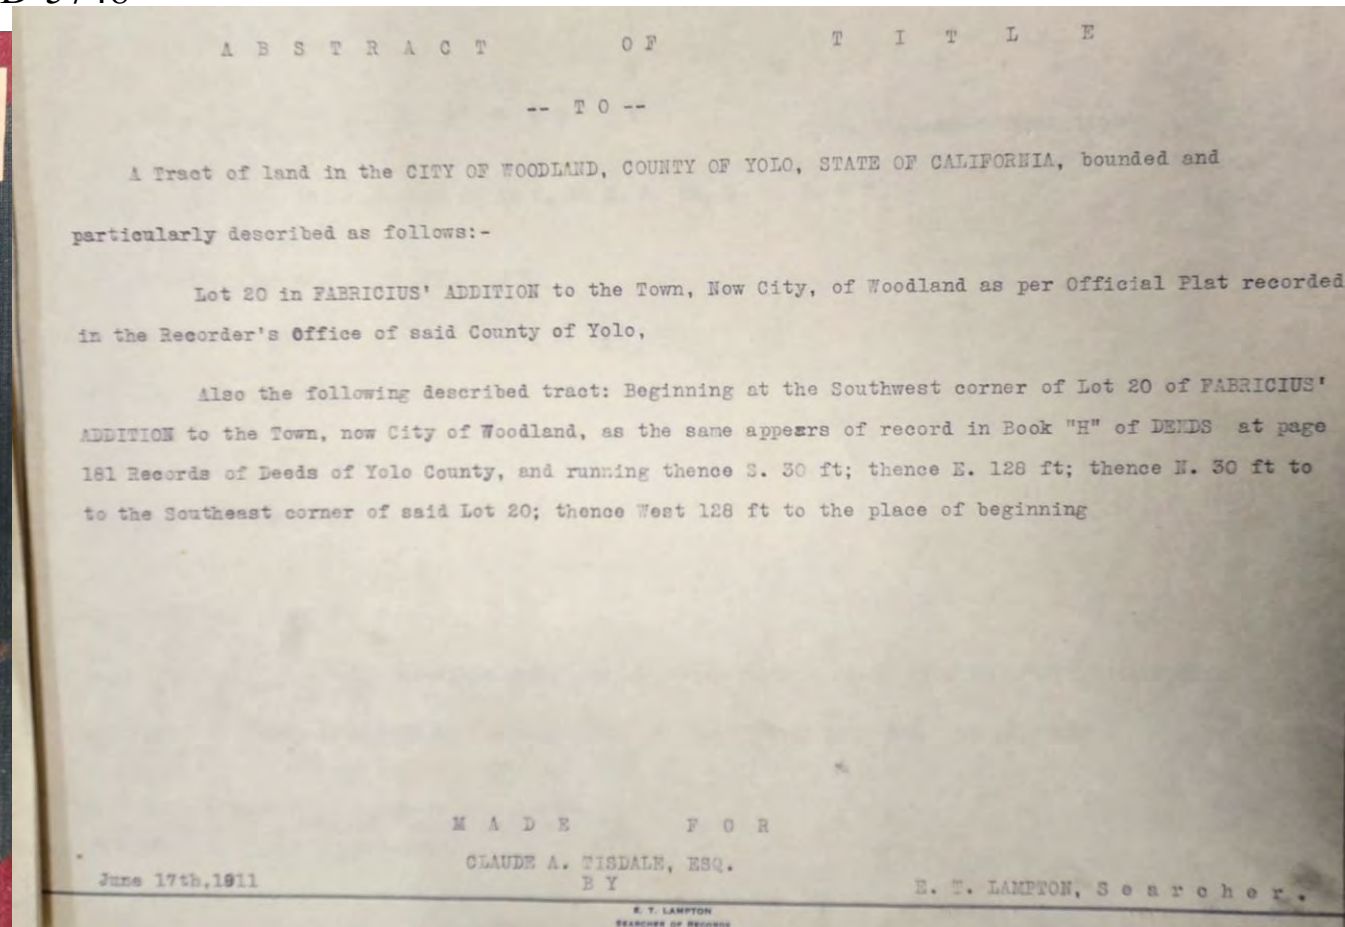 A B S T R A C T O F T I T L E
-- T O --
A Tract of land in the CITY OF WOODLAND, COUNTY OF YOLO, STATE OF CALIFORNIA, bounded and
particularly described as follows:-
Lot 20 in FABRICIUS' ADDITION to the Town, Now City, of Woodland as per Official Plat recorded
in the Recorder's Office of said County of Yolo,
Also the following described tract: Beginning at the Southwest corner of Lot 20 of FABRICIUS'
ADDITION to the Town, now City of Woodland, as the same appears of record in Book "H" of DEEDS at page
181 Records of Deeds of Yolo County, and running thence S. 30 ft; thence E. 128 ft; thence N. 30 ft to
to the Southeast corner of said Lot 20; thence West 128 ft to the place of beginning
M A D E F O R
CLAUDE A. TISDALE, ESQ.
June 17th,1911 B Y E. T. LAMPTON, S e a r c h e r .
E. T. LAMPTON
SEARCHER OF RECORDS